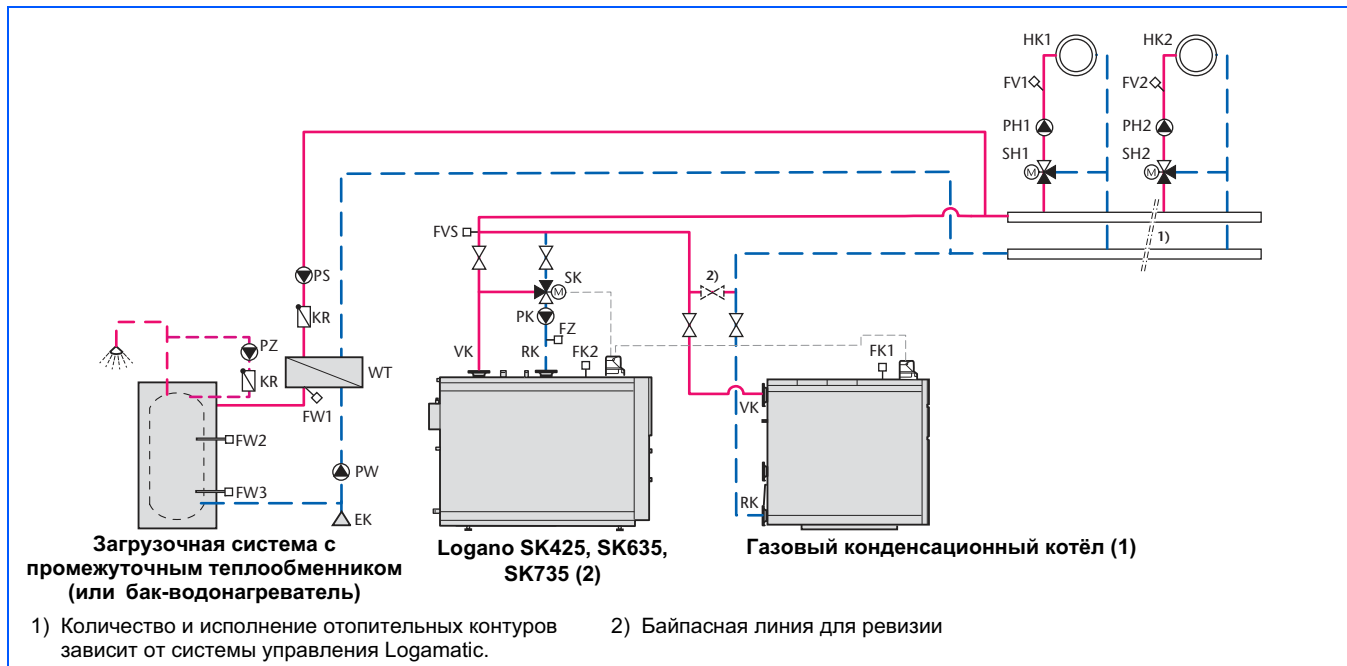 HK1
HK2
FV1
FV2
PH1
PH2
SH1
M
SH2
M
1)
FVS
SK
M
2)
PS
KR
PK
FZ
PZ
KR
WT
VK
RK
FK2
FK1
FW1
VK
FW2
PW
FW3
RK
EK
Загрузочная система с
промежуточным теплообменником
(или бак-водонагреватель)
Logano SK425, SK635,
SK735 (2)
Газовый конденсационный котёл (1)
1) Количество и исполнение отопительных контуров
зависит от системы управления Logamatic.
2) Байпасная линия для ревизии